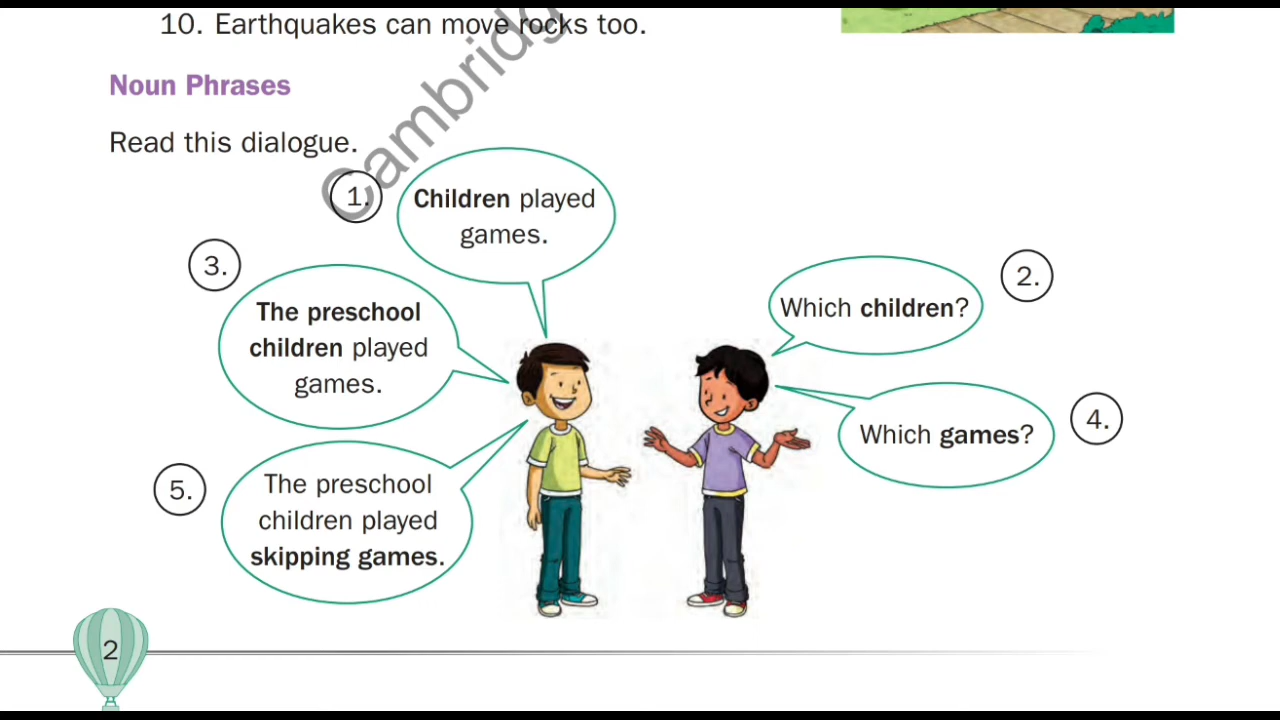 10. Earthquakes can move rocks too.
Noun Phrases
Read this dialogue.
Cambridg
1.
Children played
games.
2.
Which children?
3.
The preschool
children played
games.
4.
Which games?
5.
The preschool
children played
skipping games.
2